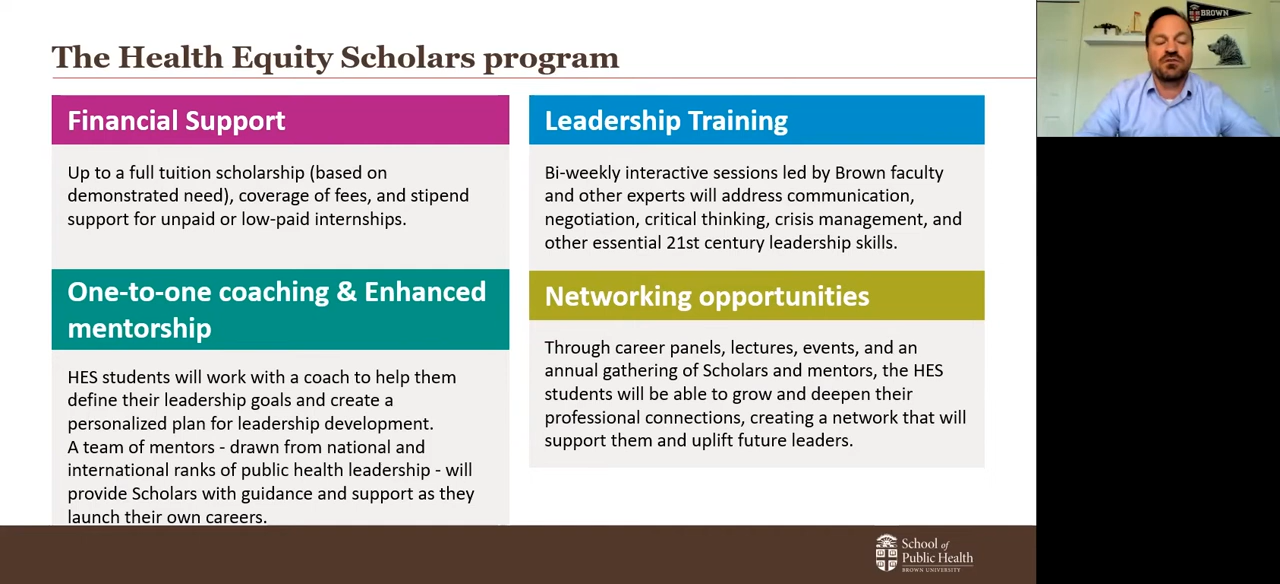 The Health Equity Scholars program
Financial Support
Up to a full tuition scholarship (based on
demonstrated need), coverage of fees, and stipend
support for unpaid or low-paid internships.
One-to-one coaching & Enhanced
mentorship
HES students will work with a coach to help them
define their leadership goals and create a
personalized plan for leadership development.
A team of mentors - drawn from national and
international ranks of public health leadership - will
provide Scholars with guidance and support as they
launch their own careers.
Leadership Training
Bi-weekly interactive sessions led by Brown faculty
and other experts will address communication,
negotiation, critical thinking, crisis management, and
other essential 21st century leadership skills.
Networking opportunities
Through career panels, lectures, events, and an
annual gathering of Scholars and mentors, the HES
students will be able to grow and deepen their
professional connections, creating a network that will
support them and uplift future leaders.
School of
Public Health
BROWN UNIVERSITY
BROWN